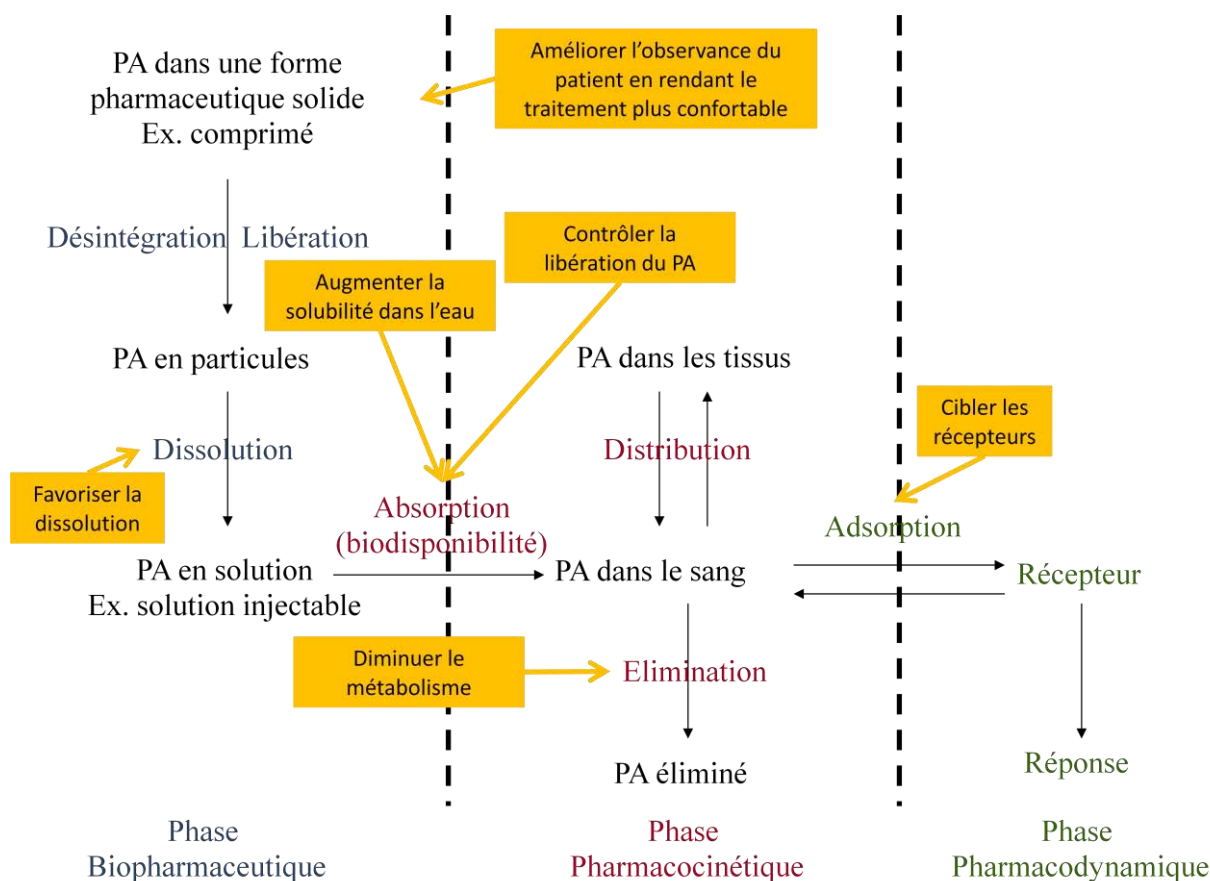 PA dans une forme
pharmaceutique solide
Ex. comprimé
Améliorer l’observance du
patient en rendant le
traitement plus confortable
Désintégration Libération
Contrôler la
libération du PA
Augmenter la
solubilité dans l’eau
PA en particules
PA dans les tissus
Cibler les
récepteurs
Dissolution
Distribution
Favoriser la
dissolution
Absorption
(biodisponibilité)
Adsorption
PA en solution
Ex. solution injectable
PA dans le sang
Récepteur
Diminuer le
métabolisme
Elimination
PA éliminé
Réponse
Phase
Biopharmaceutique
Phase
Pharmacocinétique
Phase
Pharmacodynamique